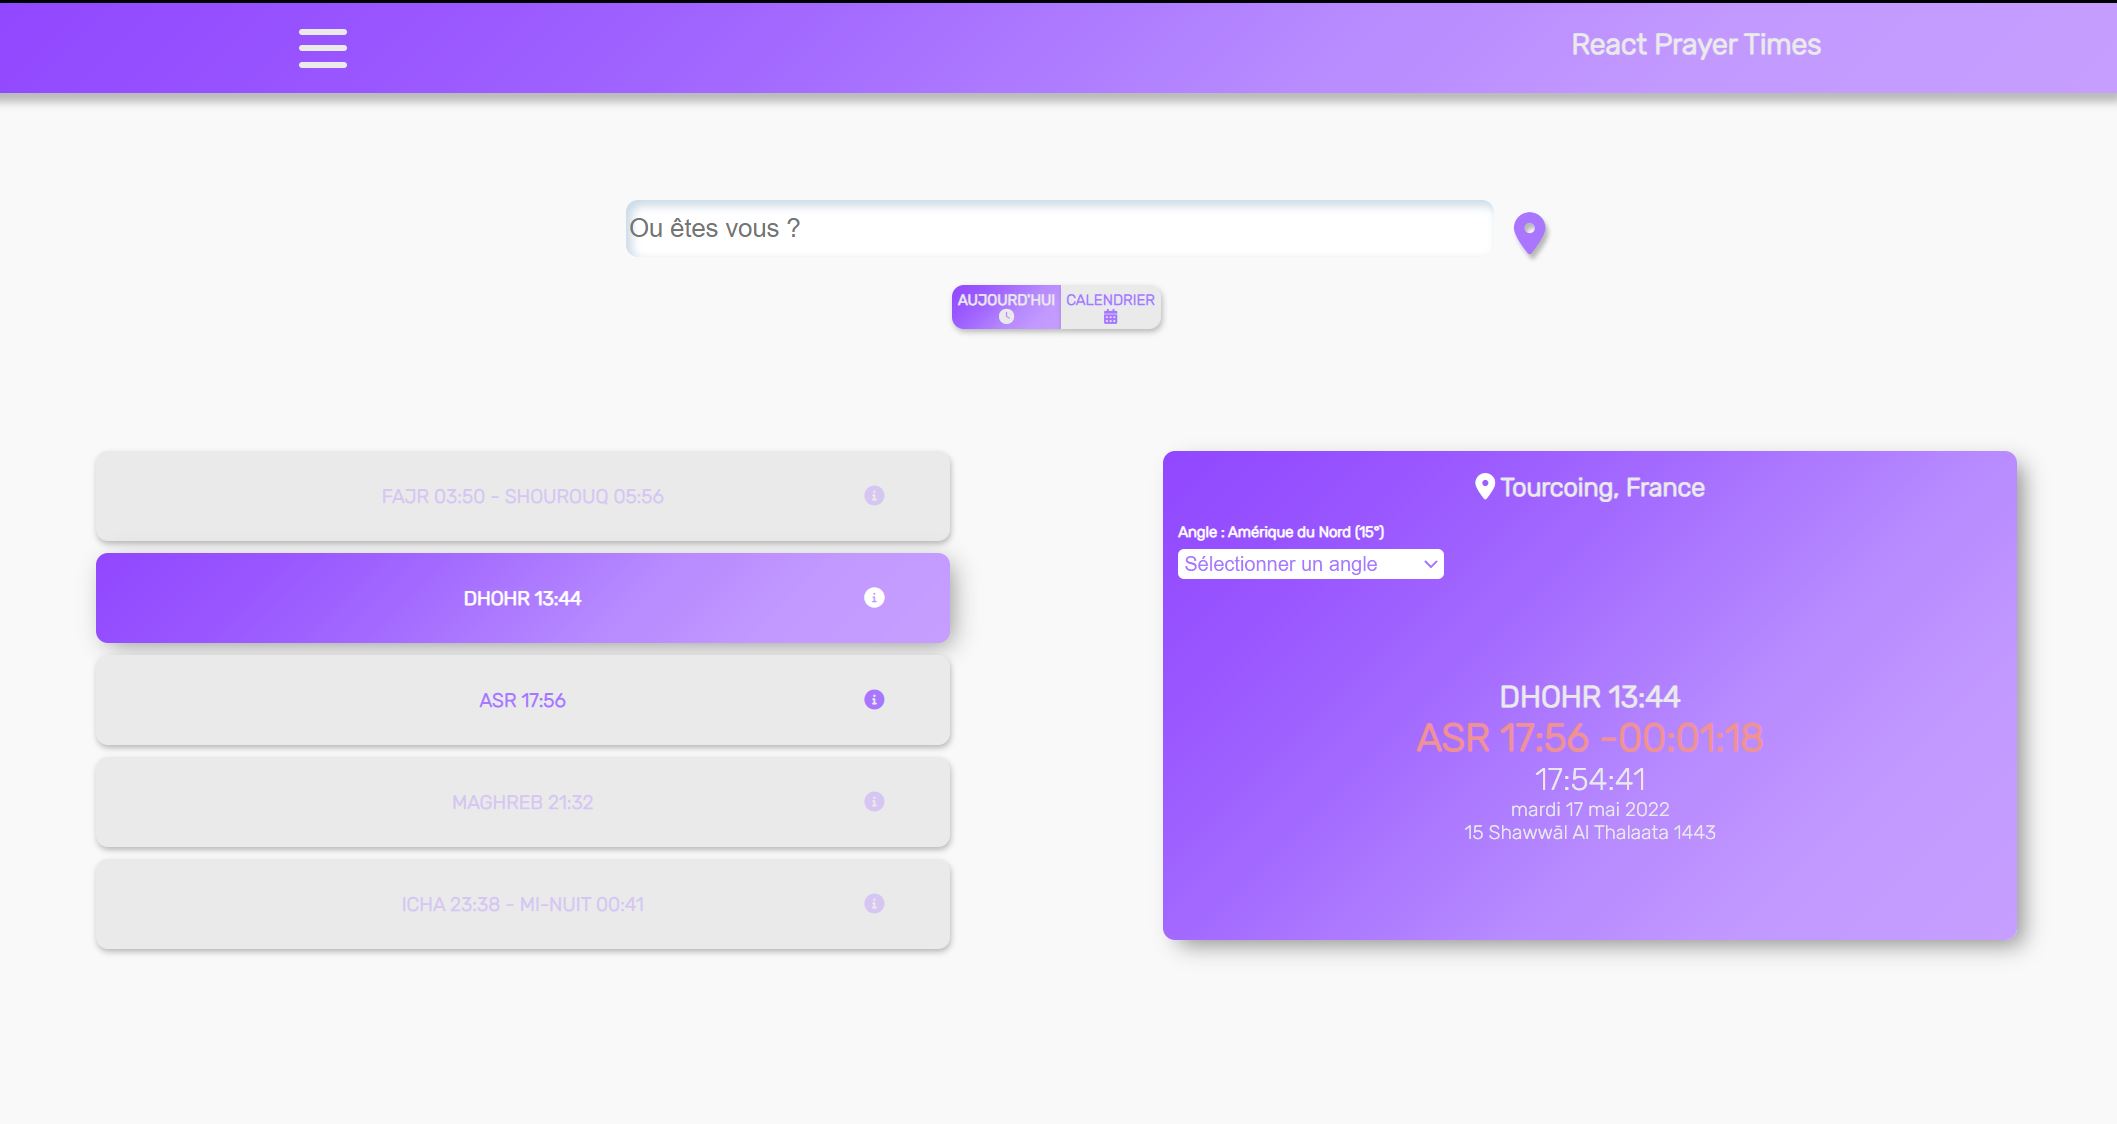 React Prayer Times
Ou êtes vous ?
AUJOURD'HUI
CALENDRIER
FAJR 03:50 - SHOUROUQ 05:56
DHOHR 13:44
ASR 17:56
MAGHREB 21:32
ICHA 23:38 - MI-NUIT 00:41
Tourcoing, France
Angle : Amérique du Nord (15°)
Sélectionner un angle
DHOHR 13:44
ASR 17:56 -00:01:18
17:54:41
mardi 17 mai 2022
15 Shawwāl Al Thalaata 1443